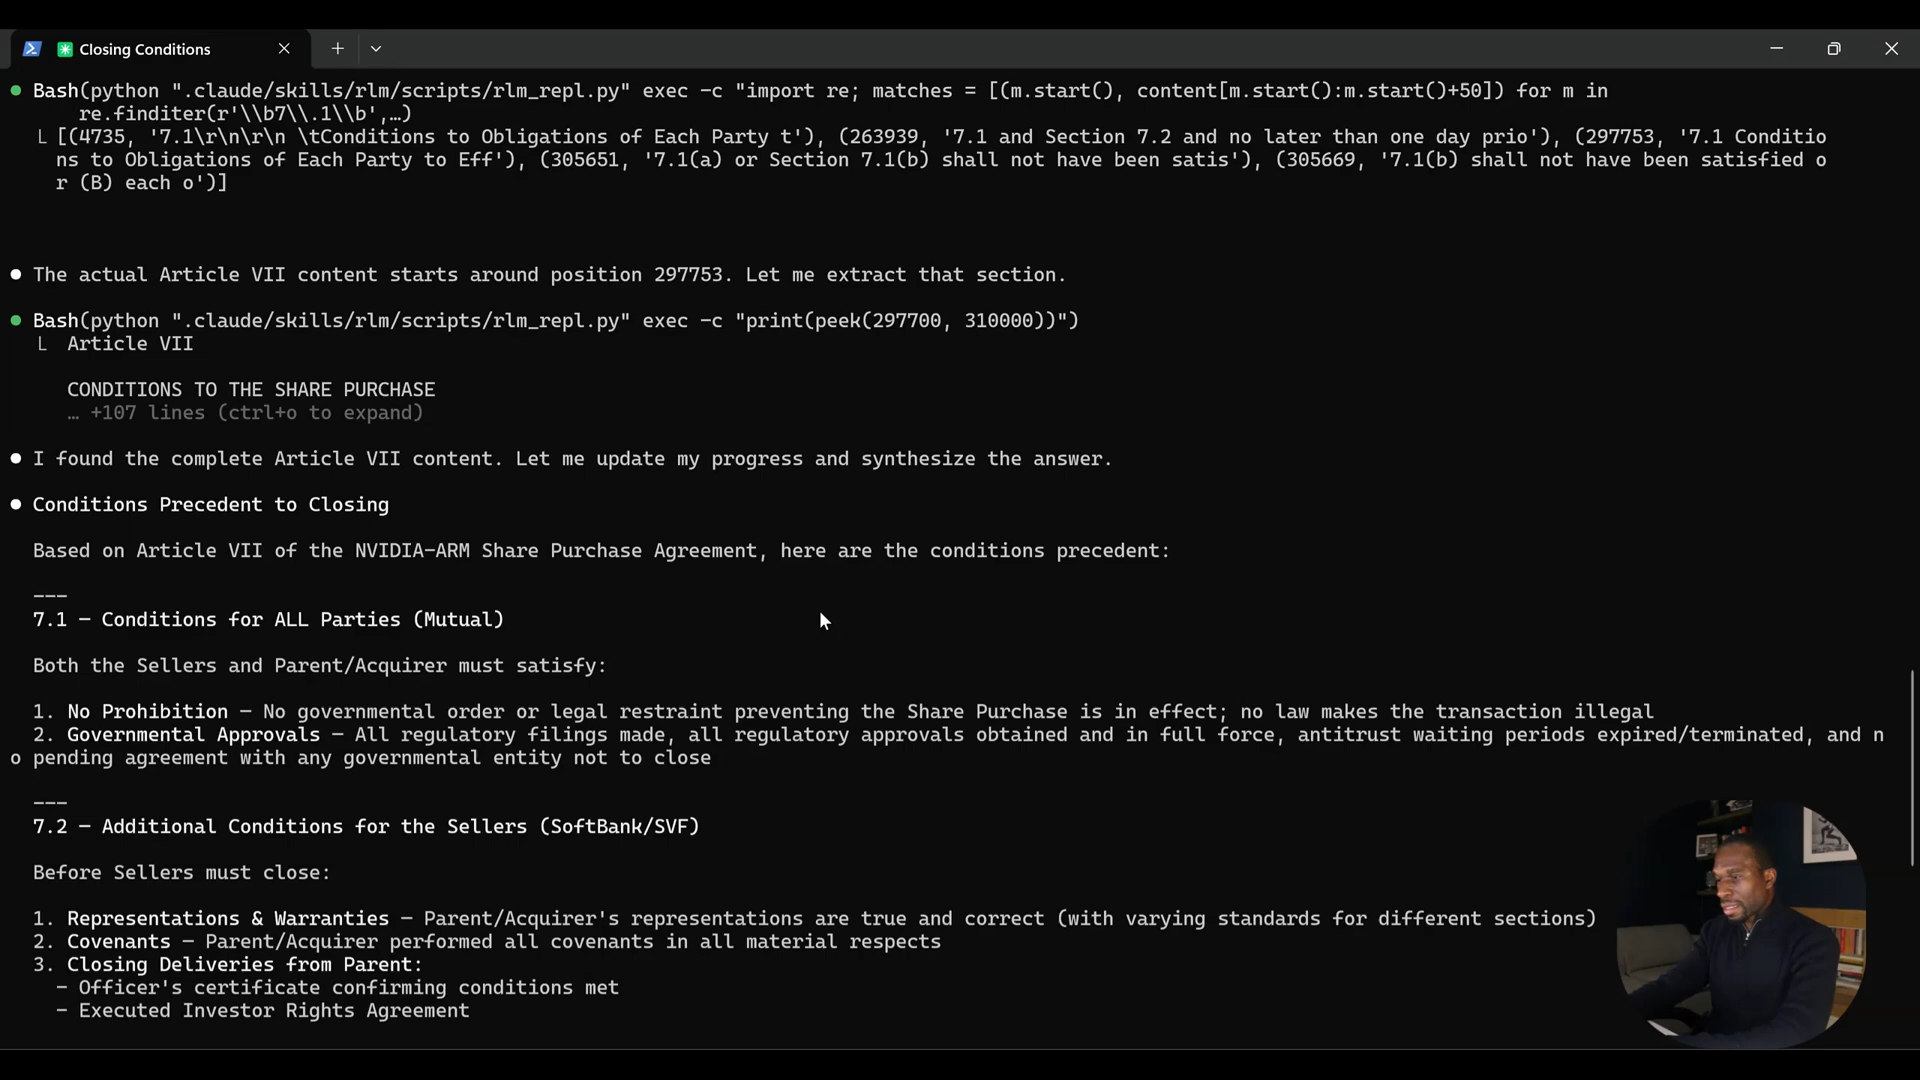 Closing Conditions
Bash(python ".claude/skills/rlm/scripts/rlm_repl.py" exec -c "import re; matches = [(m.start(), content[m.start():m.start()+50]) for m in
re.finditer(r'\\b7\\.1\\b',…)
[(4735, '7.1\r\n\r\n \tConditions to Obligations of Each Party t'), (263939, '7.1 and Section 7.2 and no later than one day prio'), (297753, '7.1 Conditio
ns to Obligations of Each Party to Eff'), (305651, '7.1(a) or Section 7.1(b) shall not have been satis'), (305669, '7.1(b) shall not have been satisfied o
r (B) each o')]
The actual Article VII content starts around position 297753. Let me extract that section.
Bash(python ".claude/skills/rlm/scripts/rlm_repl.py" exec -c "print(peek(297700, 310000))")
Article VII
CONDITIONS TO THE SHARE PURCHASE
… +107 lines (ctrl+o to expand)
I found the complete Article VII content. Let me update my progress and synthesize the answer.
Conditions Precedent to Closing
Based on Article VII of the NVIDIA-ARM Share Purchase Agreement, here are the conditions precedent:
---
7.1 — Conditions for ALL Parties (Mutual)
Both the Sellers and Parent/Acquirer must satisfy:
1. No Prohibition — No governmental order or legal restraint preventing the Share Purchase is in effect; no law makes the transaction illegal
2. Governmental Approvals — All regulatory filings made, all regulatory approvals obtained and in full force, antitrust waiting periods expired/terminated, and n
o pending agreement with any governmental entity not to close
---
7.2 — Additional Conditions for the Sellers (SoftBank/SVF)
Before Sellers must close:
1. Representations & Warranties — Parent/Acquirer's representations are true and correct (with varying standards for different sections)
2. Covenants — Parent/Acquirer performed all covenants in all material respects
3. Closing Deliveries from Parent:
- Officer's certificate confirming conditions met
- Executed Investor Rights Agreement